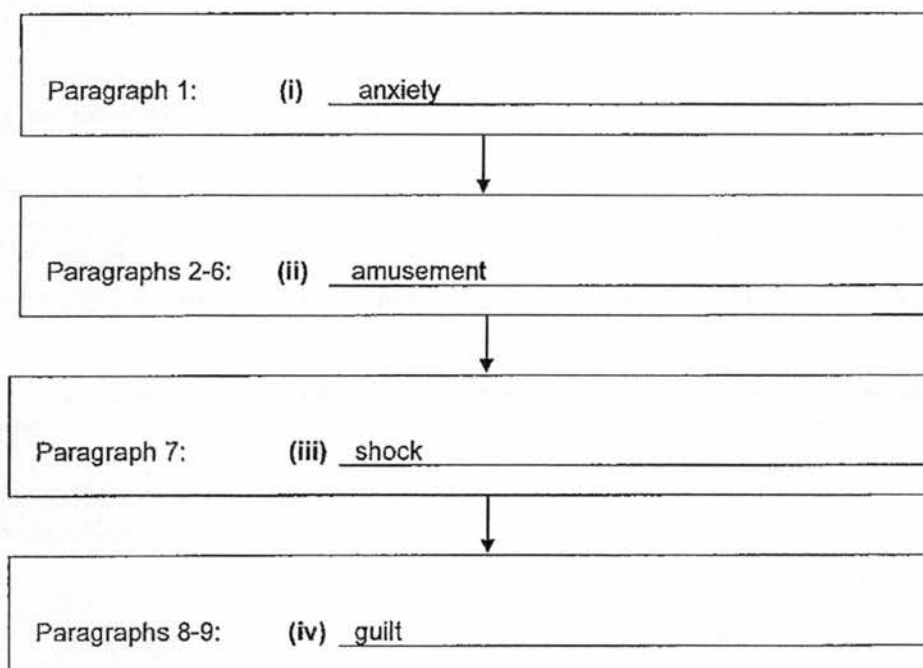 Paragraph 1: (i) anxiety
Paragraphs 2-6: (ii) amusement
Paragraph 7: (iii) shock
Paragraphs 8-9: (iv) guilt